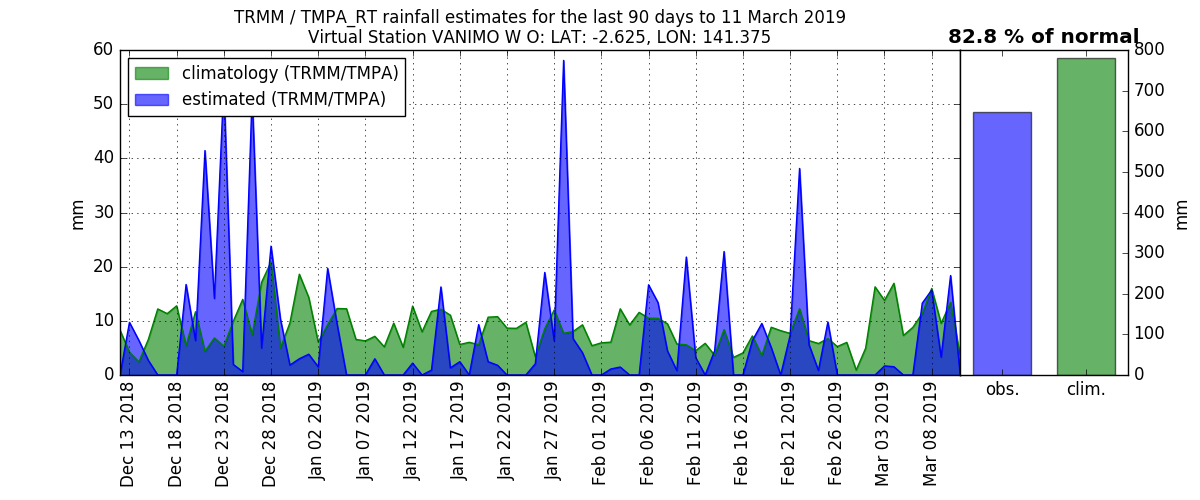 TRMM / TMPA_RT rainfall estimates for the last 90 days to 11 March 2019
Virtual Station VANIMO W O: LAT: -2.625, LON: 141.375
82.8 % of normal
climatology (TRMM/TMPA)
estimated (TRMM/TMPA)
60
50
40
30
20
10
0
mm
Dec 13 2018
Dec 18 2018
Dec 23 2018
Dec 28 2018
Jan 02 2019
Jan 07 2019
Jan 12 2019
Jan 17 2019
Jan 22 2019
Jan 27 2019
Feb 01 2019
Feb 06 2019
Feb 11 2019
Feb 16 2019
Feb 21 2019
Feb 26 2019
Mar 03 2019
Mar 08 2019
obs.
clim.
800
700
600
500
400
300
200
100
0
mm